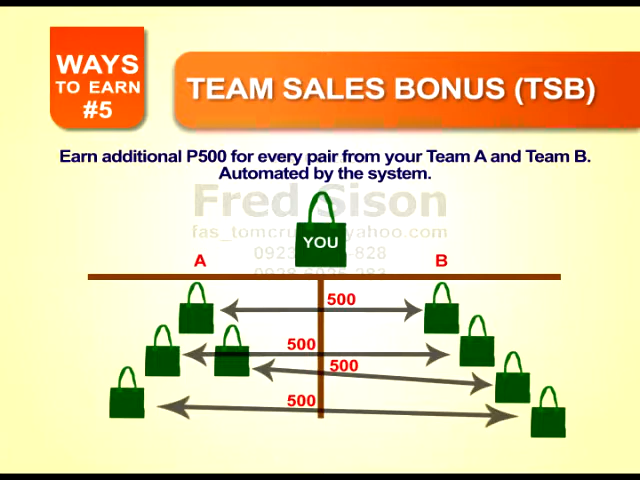 WAYS
TO EARN
#5
TEAM SALES BONUS (TSB)
Earn additional P500 for every pair from your Team A and Team B.
Automated by the system.
Fred Sison
YOU
A
B
500
500
500
500